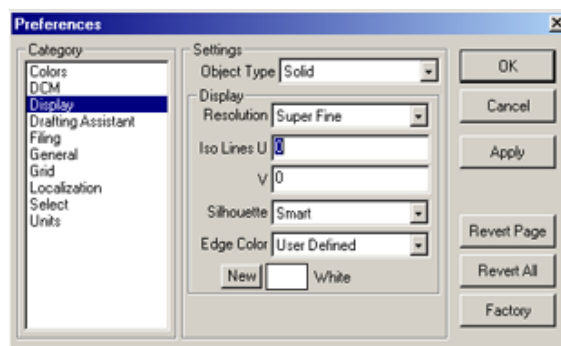 Preferences
Category
Colors
DCM
Display
Drafting Assistant
Filing
General
Grid
Localization
Select
Units
Settings
Object Type Solid
Display
Resolution Super Fine
Iso Lines U 0
V 0
Silhouette Smart
Edge Color User Defined
New White
OK
Cancel
Apply
Revert Page
Revert All
Factory